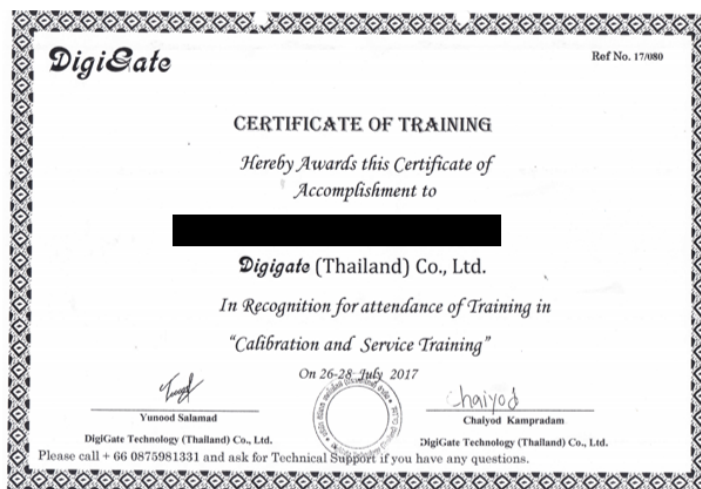 DigiGate
Ref No. 17/080
CERTIFICATE OF TRAINING
Hereby Awards this Certificate of
Accomplishment to
Digigate (Thailand) Co., Ltd.
In Recognition for attendance of Training in
"Calibration and Service Training"
On 26-28 July 2017
Chaiyod
Yunood Salamad
Chaiyod Kampradam
DigiGate Technology (Thailand) Co., Ltd.
DigiGate Technology (Thailand) Co., Ltd.
Please call + 66 0875981331 and ask for Technical Support if you have any questions.